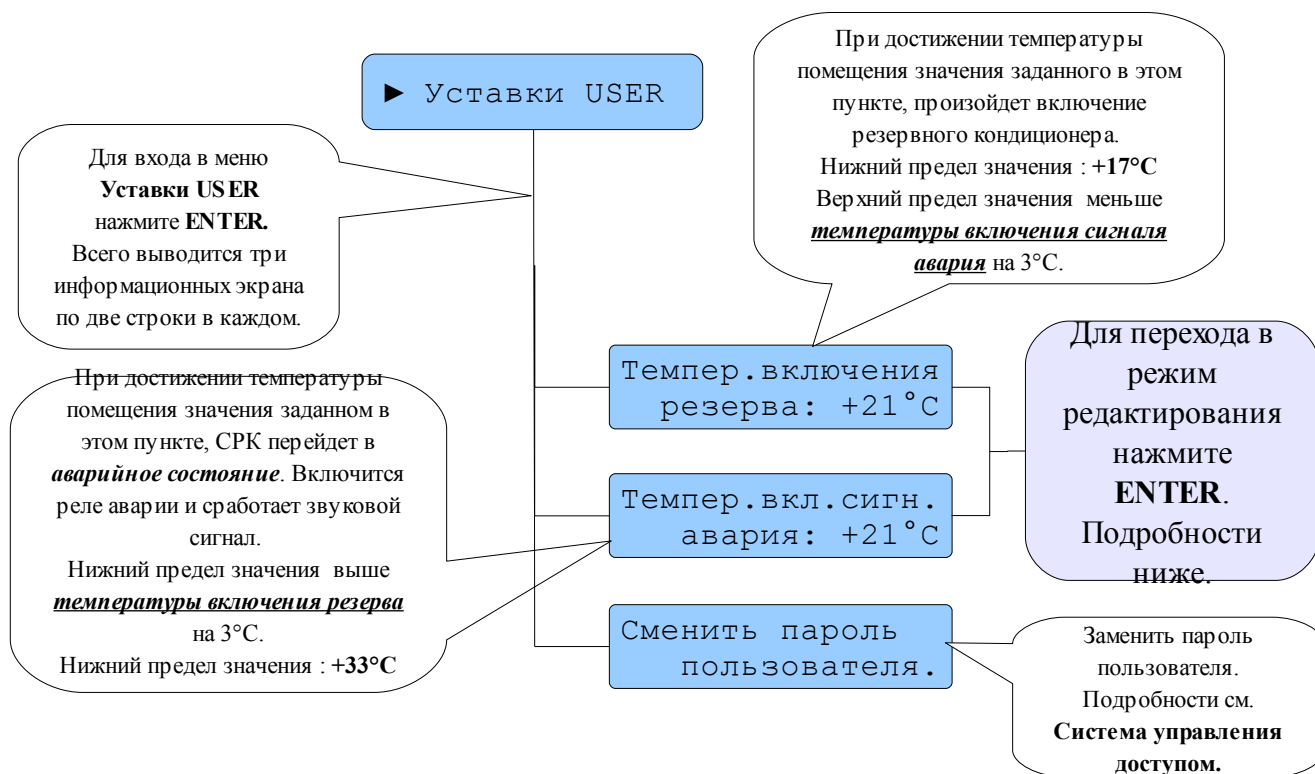 ► Уставки USER
При достижении температуры
помещения значения заданного в этом
пункте, произойдет включение
резервного кондиционера.
Нижний предел значения : +17°C
Верхний предел значения меньше
температуры включения сигналя
авария на 3°C.
Для входа в меню
Уставки USER
нажмите ENTER.
Всего выводится три
информационных экрана
по две строки в каждом.
Темпер.включения
резерва: +21°C
Для перехода в
режим
редактирования
нажмите
ENTER.
Подробности
ниже.
При достижении температуры
помещения значения заданном в
этом пункте, СРК перейдет в
аварийное состояние. Включится
реле аварии и сработает звуковой
сигнал.
Нижний предел значения выше
температуры включения резерва
на 3°C.
Нижний предел значения : +33°C
Темпер.вкл.сигн.
авария: +21°C
Сменить пароль
пользователя.
Заменить пароль
пользователя.
Подробности см.
Система управления
доступом.